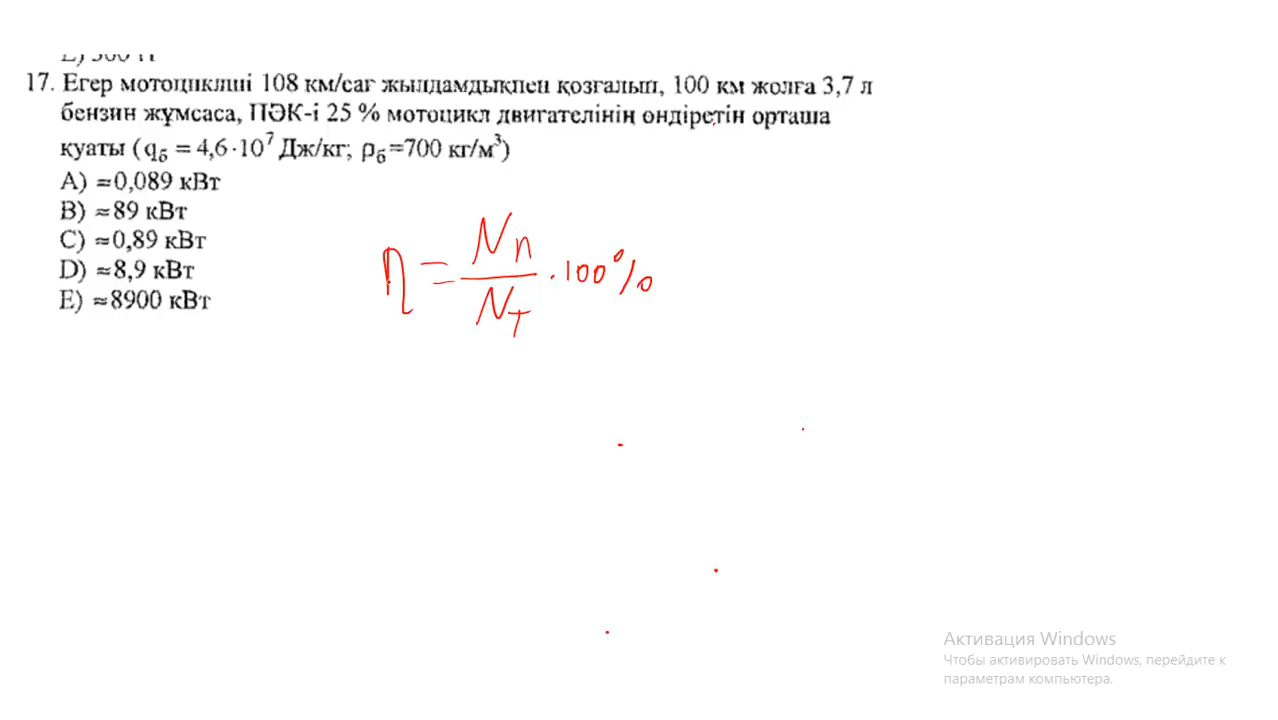 17. Егер мотоциклші 108 км/сағ жылдамдықпен қозғалып, 100 км жолға 3,7 л
бензин жұмсаса, ПӘК-і 25 % мотоцикл двигателінің өндіретін орташа
қуаты ( qб = 4,6·10⁷ Дж/кг; ρб=700 кг/м³)
A) ≈0,089 кВт
B) ≈89 кВт
C) ≈0,89 кВт
D) ≈8,9 кВт
E) ≈8900 кВт
η = Nп / Nт · 100%
Активация Windows
Чтобы активировать Windows, перейдите к
параметрам компьютера.